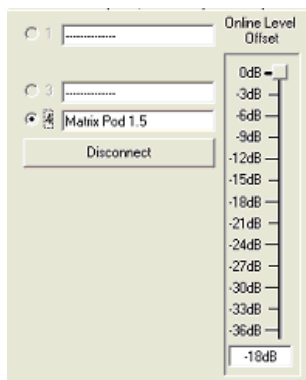 1 --------------
3 --------------
4 Matrix Pod 1.5
Disconnect
Online Level
Offset
0dB
-3dB
-6dB
-9dB
-12dB
-15dB
-18dB
-21dB
-24dB
-27dB
-30dB
-33dB
-36dB
-18dB